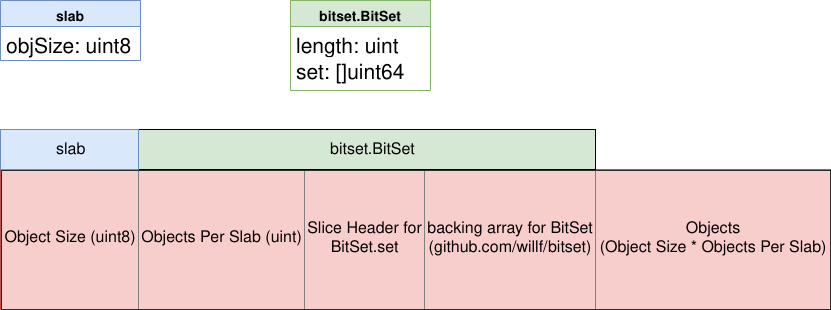 slab
objSize: uint8
bitset.BitSet
length: uint
set: []uint64
slab
bitset.BitSet
Object Size (uint8)
Objects Per Slab (uint)
Slice Header for
BitSet.set
backing array for BitSet
(github.com/willf/bitset)
Objects
(Object Size * Objects Per Slab)